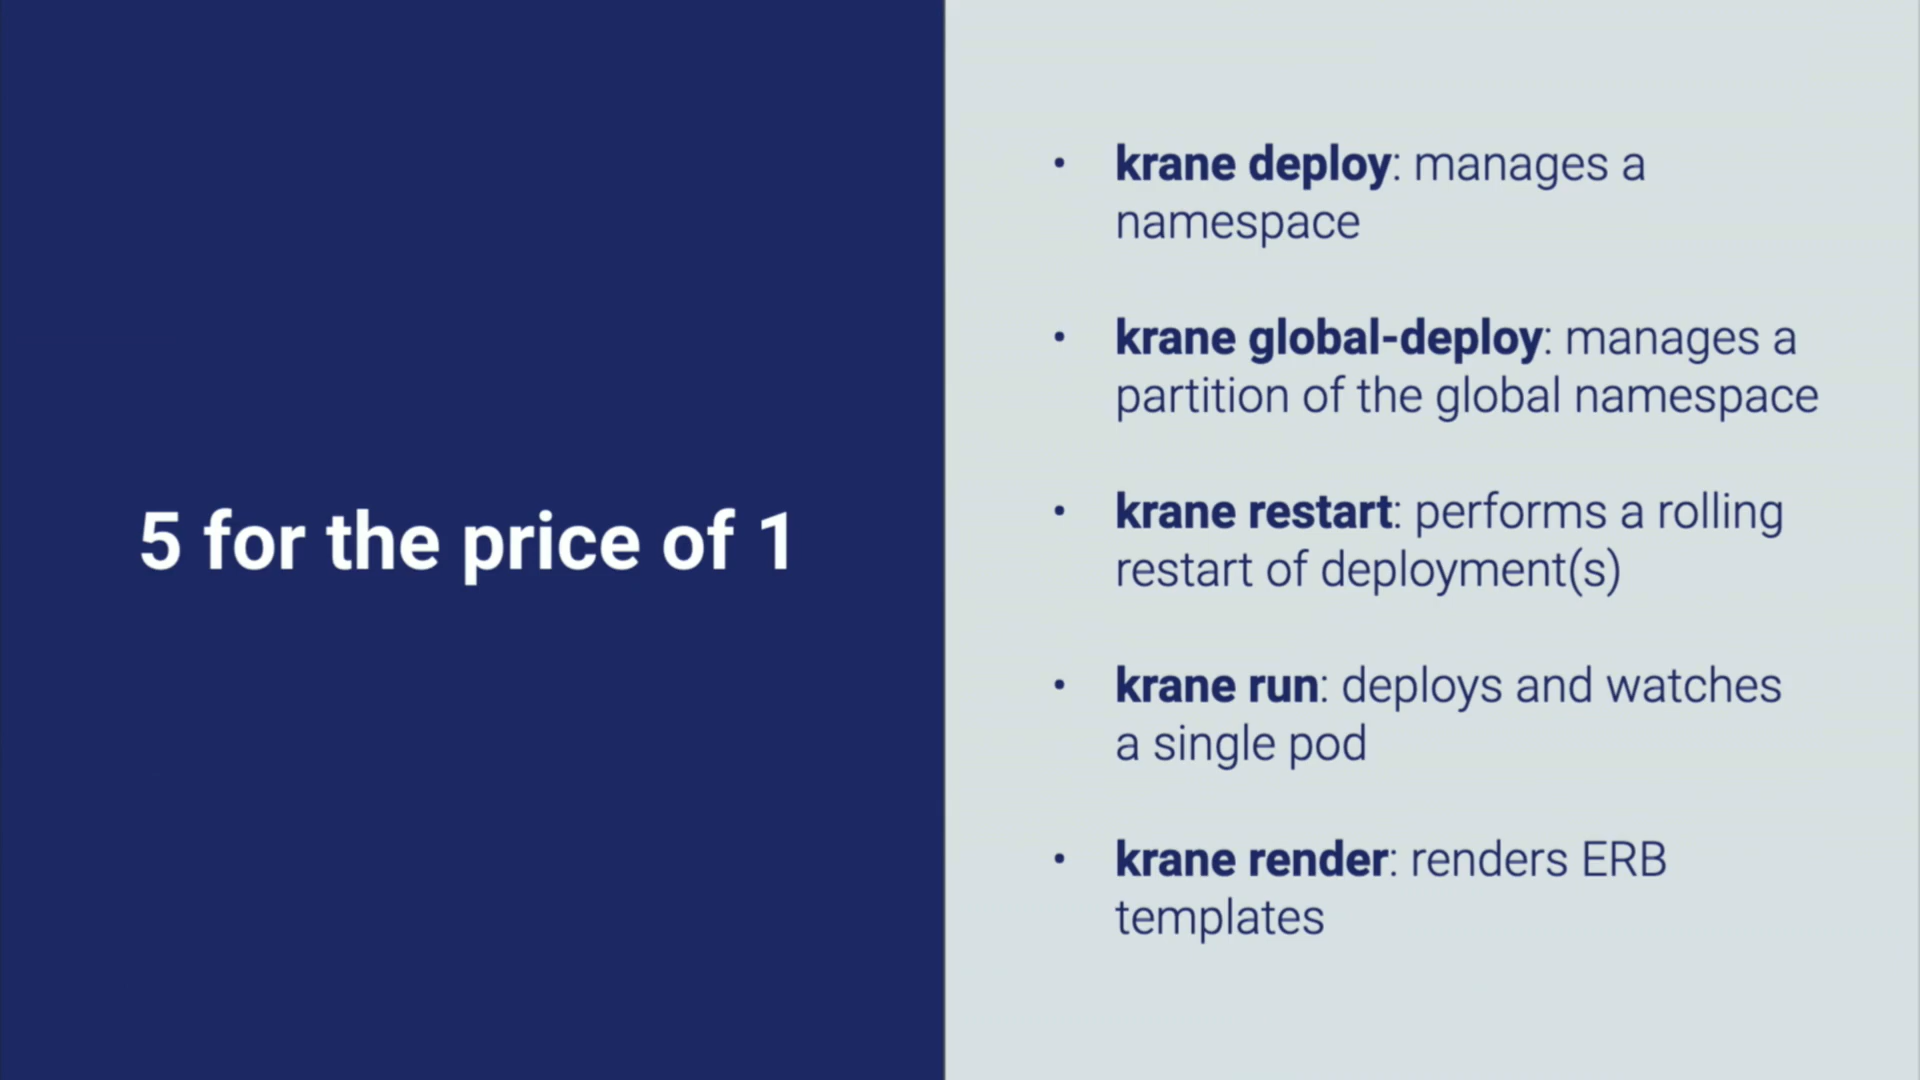 5 for the price of 1
• krane deploy: manages a
namespace
• krane global-deploy: manages a
partition of the global namespace
• krane restart: performs a rolling
restart of deployment(s)
• krane run: deploys and watches
a single pod
• krane render: renders ERB
templates